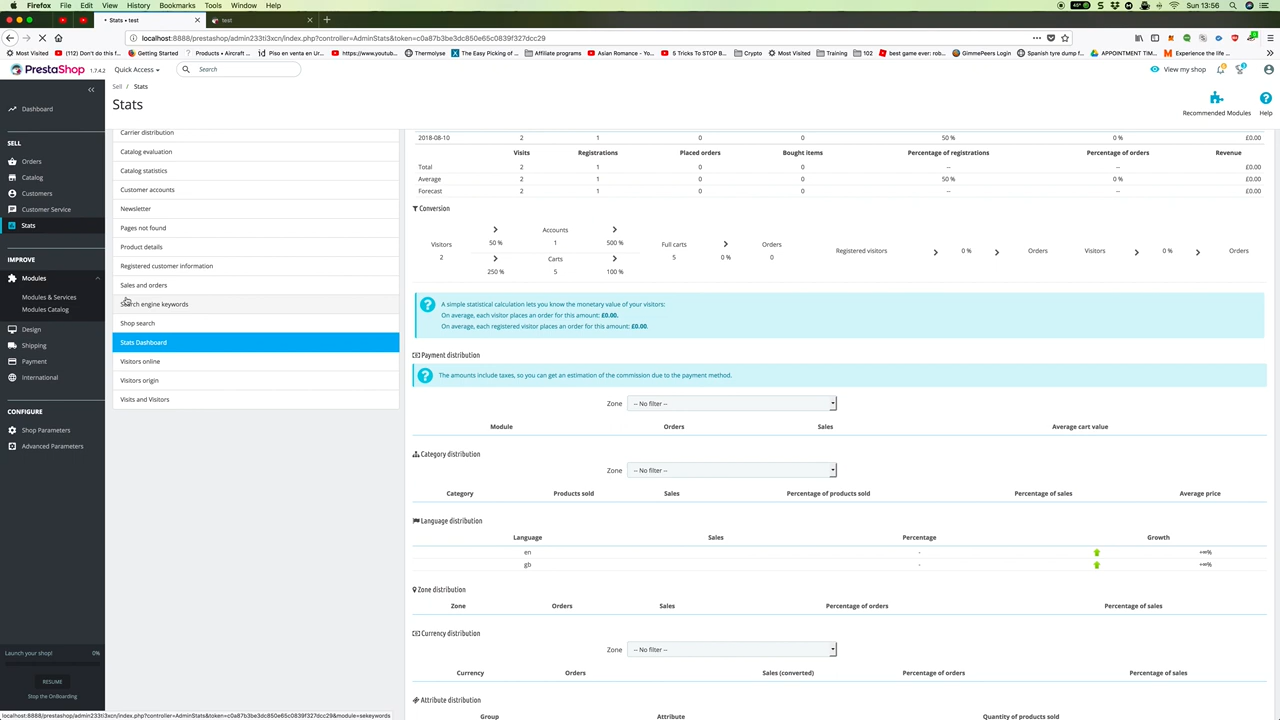 Firefox File Edit View History Bookmarks Tools Window Help
Sun 13:56
Stats • test
test
localhost:8888/prestashop/admin233ti3xcn/index.php?controller=AdminStats&token=c0a87b3be3dc850e65c0839f327dcc29
Most Visited (112) Don't do this f... Getting Started Products • Aircraft ... Piso en venta en Ur... https://www.youtub... Thermolyse The Easy Picking of ... Affiliate programs Asian Romance - Yo... 5 Tricks To STOP B... Crypto Most Visited Training 102 best game ever: rob... GimmePeers Login Spanish tyre dump f... APPOINTMENT TIM... Experience the life ...
PrestaShop 1.7.4.2 Quick Access Search View my shop
Sell / Stats
Stats
Recommended Modules Help
Dashboard
SELL
Orders
Catalog
Customers
Customer Service
Stats
IMPROVE
Modules
Modules & Services
Modules Catalog
Design
Shipping
Payment
International
CONFIGURE
Shop Parameters
Advanced Parameters
Launch your shop! 0%
RESUME
Stop the OnBoarding
Carrier distribution
Catalog evaluation
Catalog statistics
Customer accounts
Newsletter
Pages not found
Product details
Registered customer information
Sales and orders
Search engine keywords
Shop search
Stats Dashboard
Visitors online
Visitors origin
Visits and Visitors
2018-08-10 2 1 0 0 50 % 0 % £0.00
Visits Registrations Placed orders Bought items Percentage of registrations Percentage of orders Revenue
Total 2 1 0 0 -- -- £0.00
Average 2 1 0 0 50 % 0 % £0.00
Forecast 2 1 0 0 -- -- £0.00
Conversion
Accounts
Visitors 50 % 1 500 % Full carts Orders Registered visitors 0 % Orders Visitors 0 % Orders
2 Carts 5 0 % 0
250 % 5 100 %
A simple statistical calculation lets you know the monetary value of your visitors:
On average, each visitor places an order for this amount: £0.00.
On average, each registered visitor places an order for this amount: £0.00.
Payment distribution
The amounts include taxes, so you can get an estimation of the commission due to the payment method.
Zone -- No filter --
Module Orders Sales Average cart value
Category distribution
Zone -- No filter --
Category Products sold Sales Percentage of products sold Percentage of sales Average price
Language distribution
Language Sales Percentage Growth
en - +∞%
gb - +∞%
Zone distribution
Zone Orders Sales Percentage of orders Percentage of sales
Currency distribution
Zone -- No filter --
Currency Orders Sales (converted) Percentage of orders Percentage of sales
Attribute distribution
Group Attribute Quantity of products sold
localhost:8888/prestashop/admin233ti3xcn/index.php?controller=AdminStats&token=c0a87b3be3dc850e65c0839f327dcc29&module=sekeywords